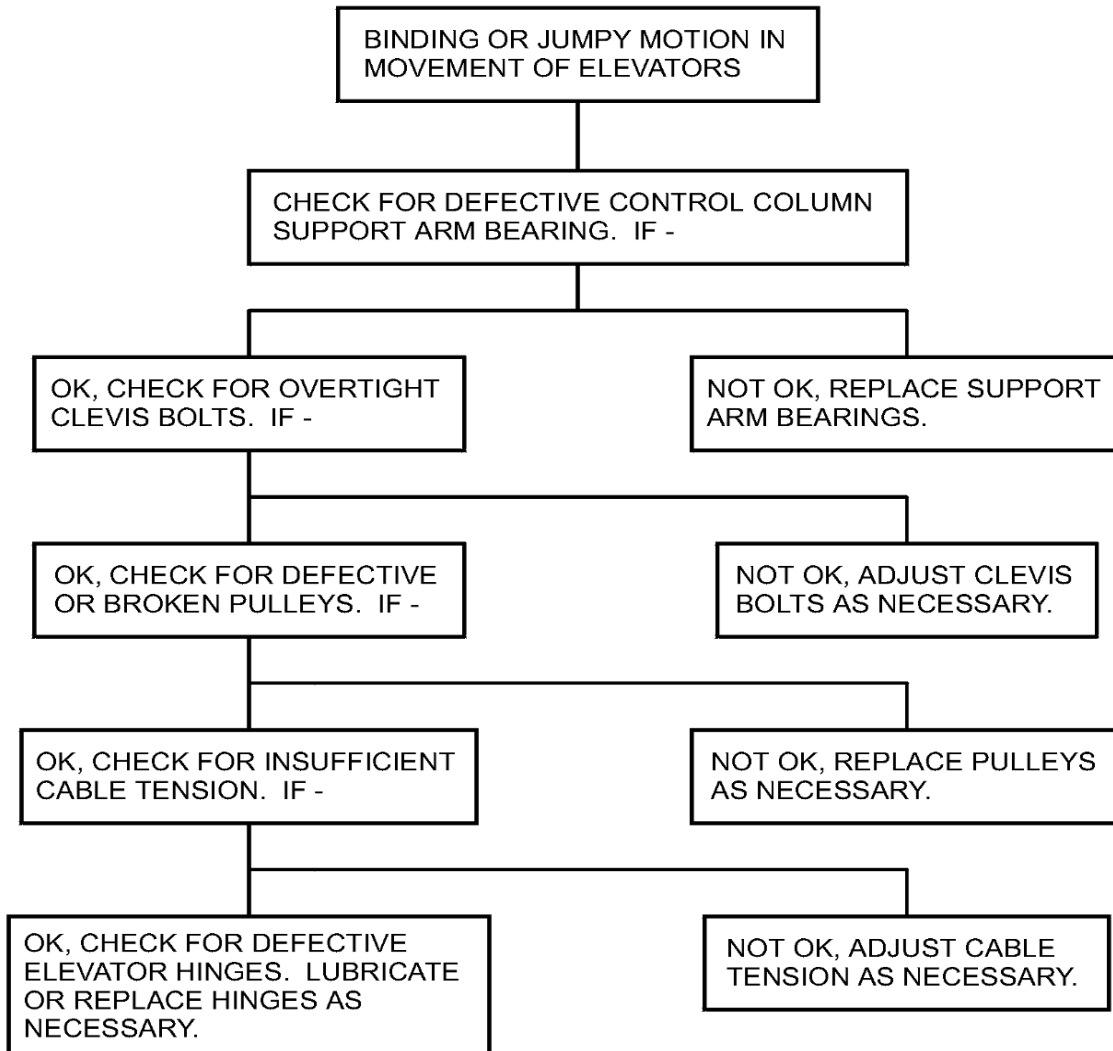 BINDING OR JUMPY MOTION IN
MOVEMENT OF ELEVATORS
CHECK FOR DEFECTIVE CONTROL COLUMN
SUPPORT ARM BEARING. IF -
OK, CHECK FOR OVERTIGHT
CLEVIS BOLTS. IF -
NOT OK, REPLACE SUPPORT
ARM BEARINGS.
OK, CHECK FOR DEFECTIVE
OR BROKEN PULLEYS. IF -
NOT OK, ADJUST CLEVIS
BOLTS AS NECESSARY.
OK, CHECK FOR INSUFFICIENT
CABLE TENSION. IF -
NOT OK, REPLACE PULLEYS
AS NECESSARY.
OK, CHECK FOR DEFECTIVE
ELEVATOR HINGES. LUBRICATE
OR REPLACE HINGES AS
NECESSARY.
NOT OK, ADJUST CABLE
TENSION AS NECESSARY.